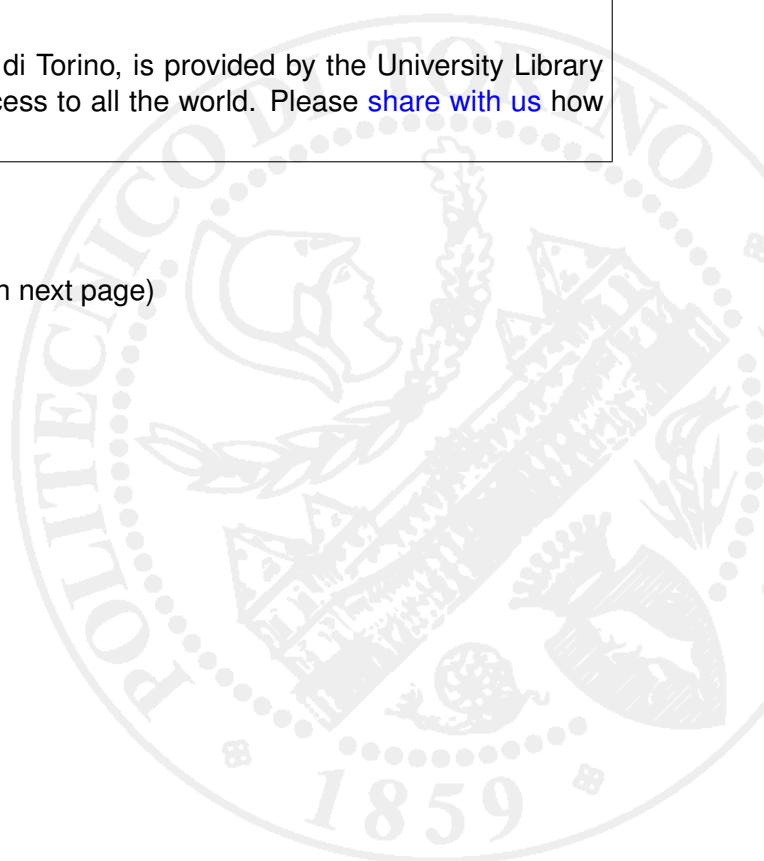 di Torino, is provided by the University Library
cess to all the world. Please share with us how
n next page)
POLITECNICO DI TORINO
1859